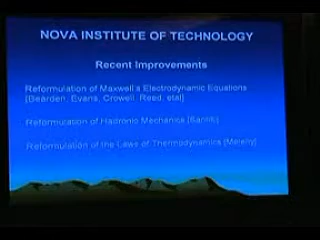 NOVA INSTITUTE OF TECHNOLOGY
Recent Improvements
Reformulation of Maxwell's Electrodynamic Equations
[Bearden, Evans, Crowell, Reed, etal]
Reformulation of Hadronic Mechanics [Santilli]
Reformulation of the Laws of Thermodynamics